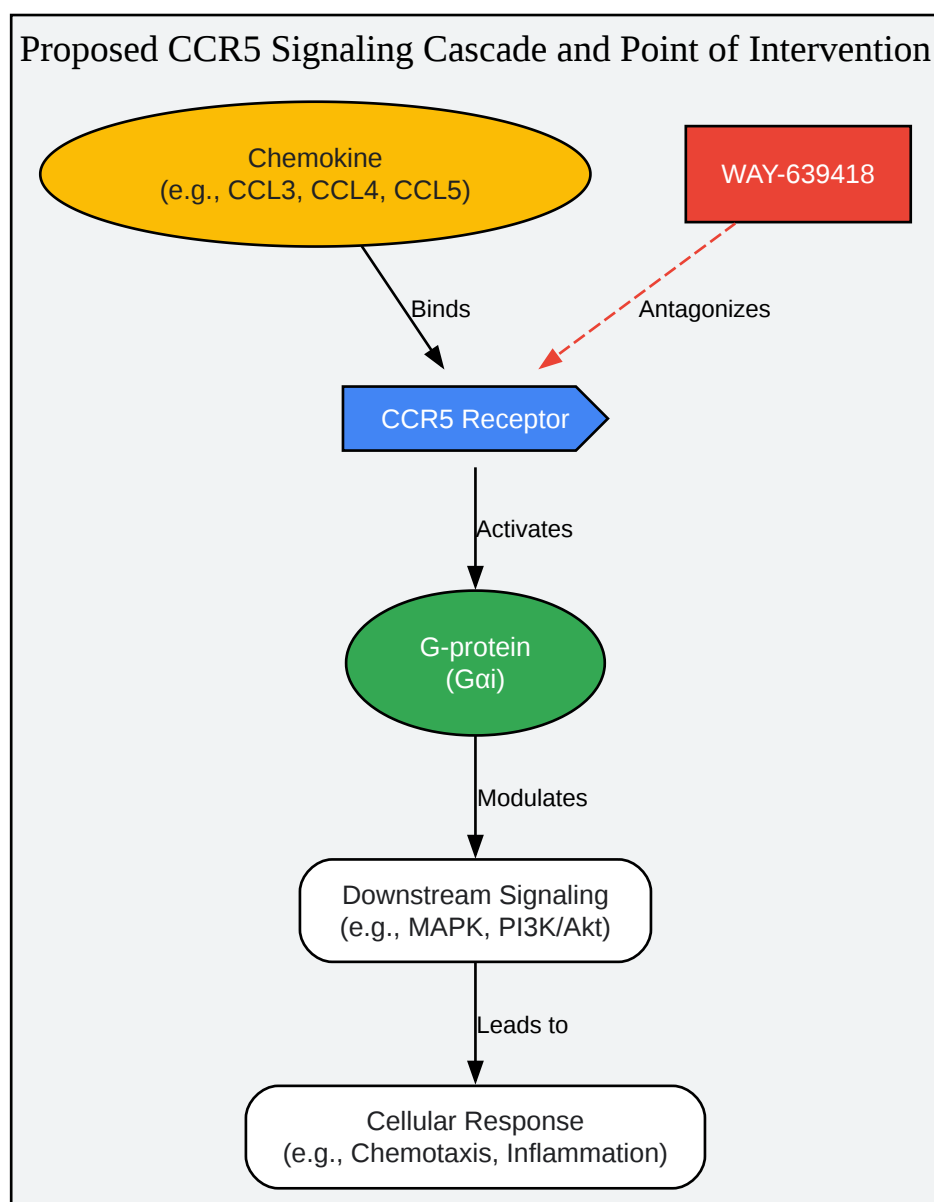 Proposed CCR5 Signaling Cascade and Point of Intervention
Chemokine
(e.g., CCL3, CCL4, CCL5)
WAY-639418
Binds
Antagonizes
CCR5 Receptor
Activates
G-protein
(Gαi)
Modulates
Downstream Signaling
(e.g., MAPK, PI3K/Akt)
Leads to
Cellular Response
(e.g., Chemotaxis, Inflammation)